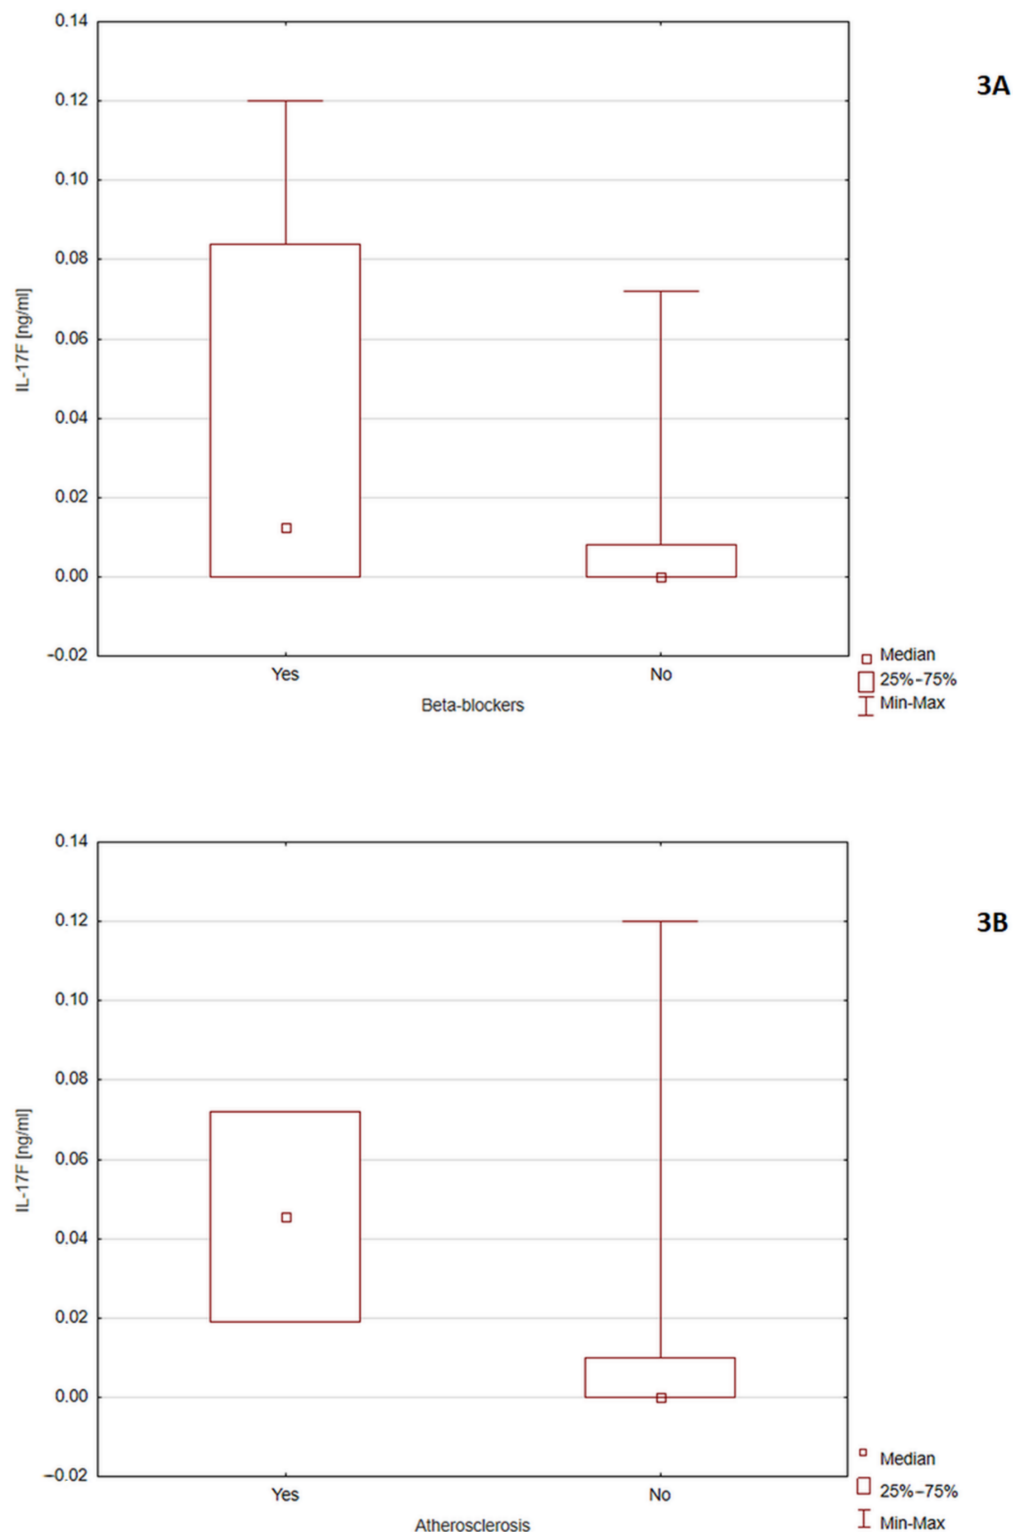 0.14
3A
0.12
0.10
0.08
0.06
0.04
0.02
0.00
−0.02
IL-17F [ng/ml]
Yes
No
Beta-blockers
Median
25%−75%
Min-Max
0.14
3B
0.12
0.10
0.08
0.06
0.04
0.02
0.00
−0.02
IL-17F [ng/ml]
Yes
No
Atherosclerosis
Median
25%−75%
Min-Max